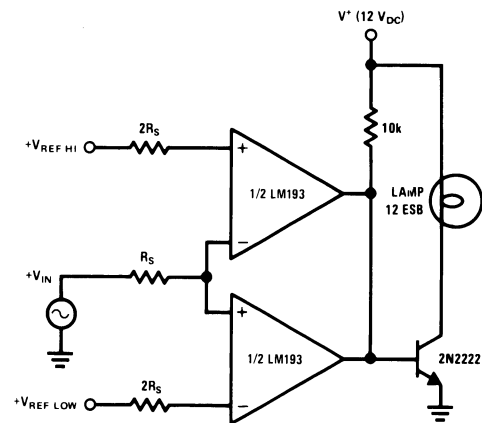 V+ (12 VDC)
2RS
+VREF HI
+
1/2 LM193
−
10k
LAMP
12 ESB
RS
+VIN
+
1/2 LM193
−
2N2222
2RS
+VREF LOW